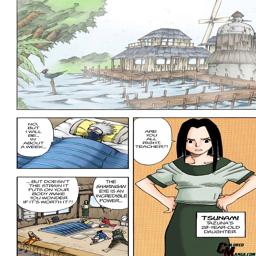 NO,
BUT I
WILL
BE...
IN
ABOUT
A WEEK...
ARE
YOU
ALL
RIGHT,
TEACHER?!
...BUT DOESN'T
THE STRAIN IT
PUTS ON YOUR
BODY MAKE
YOU WONDER
IF IT'S WORTH IT?!
THE
SHARINGAN
EYE IS AN
INCREDIBLE
POWER...
TSUNAMI
TAZUNA'S
28-YEAR-OLD
DAUGHTER